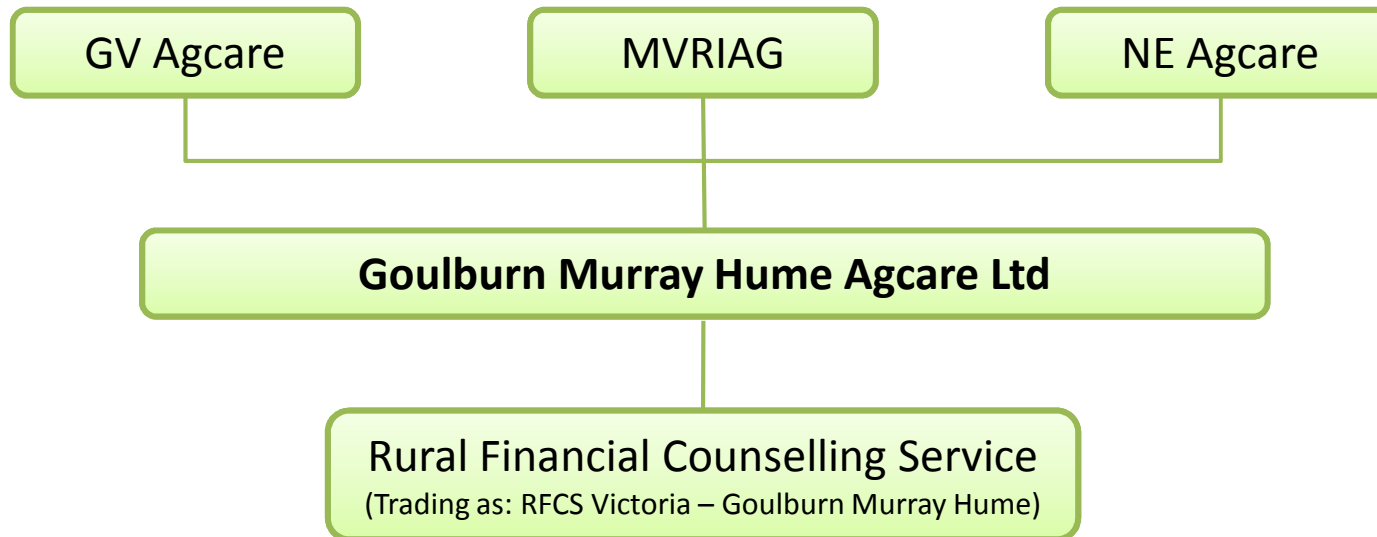 GV Agcare
MVRIAG
NE Agcare
Goulburn Murray Hume Agcare Ltd
Rural Financial Counselling Service
(Trading as: RFCS Victoria – Goulburn Murray Hume)